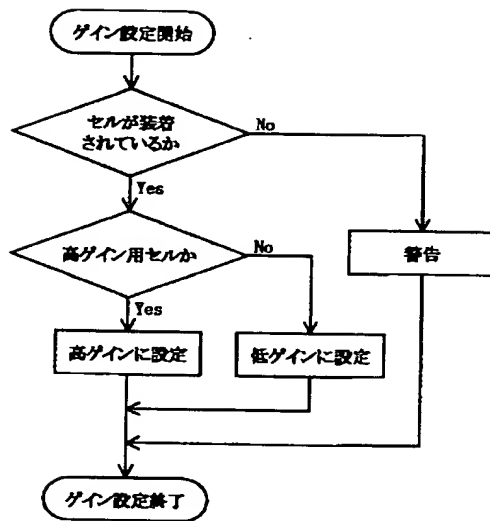 ゲイン設定開始
セルが装着
されているか
No
Yes
高ゲイン用セルか
No
警告
Yes
高ゲインに設定
低ゲインに設定
ゲイン設定終了